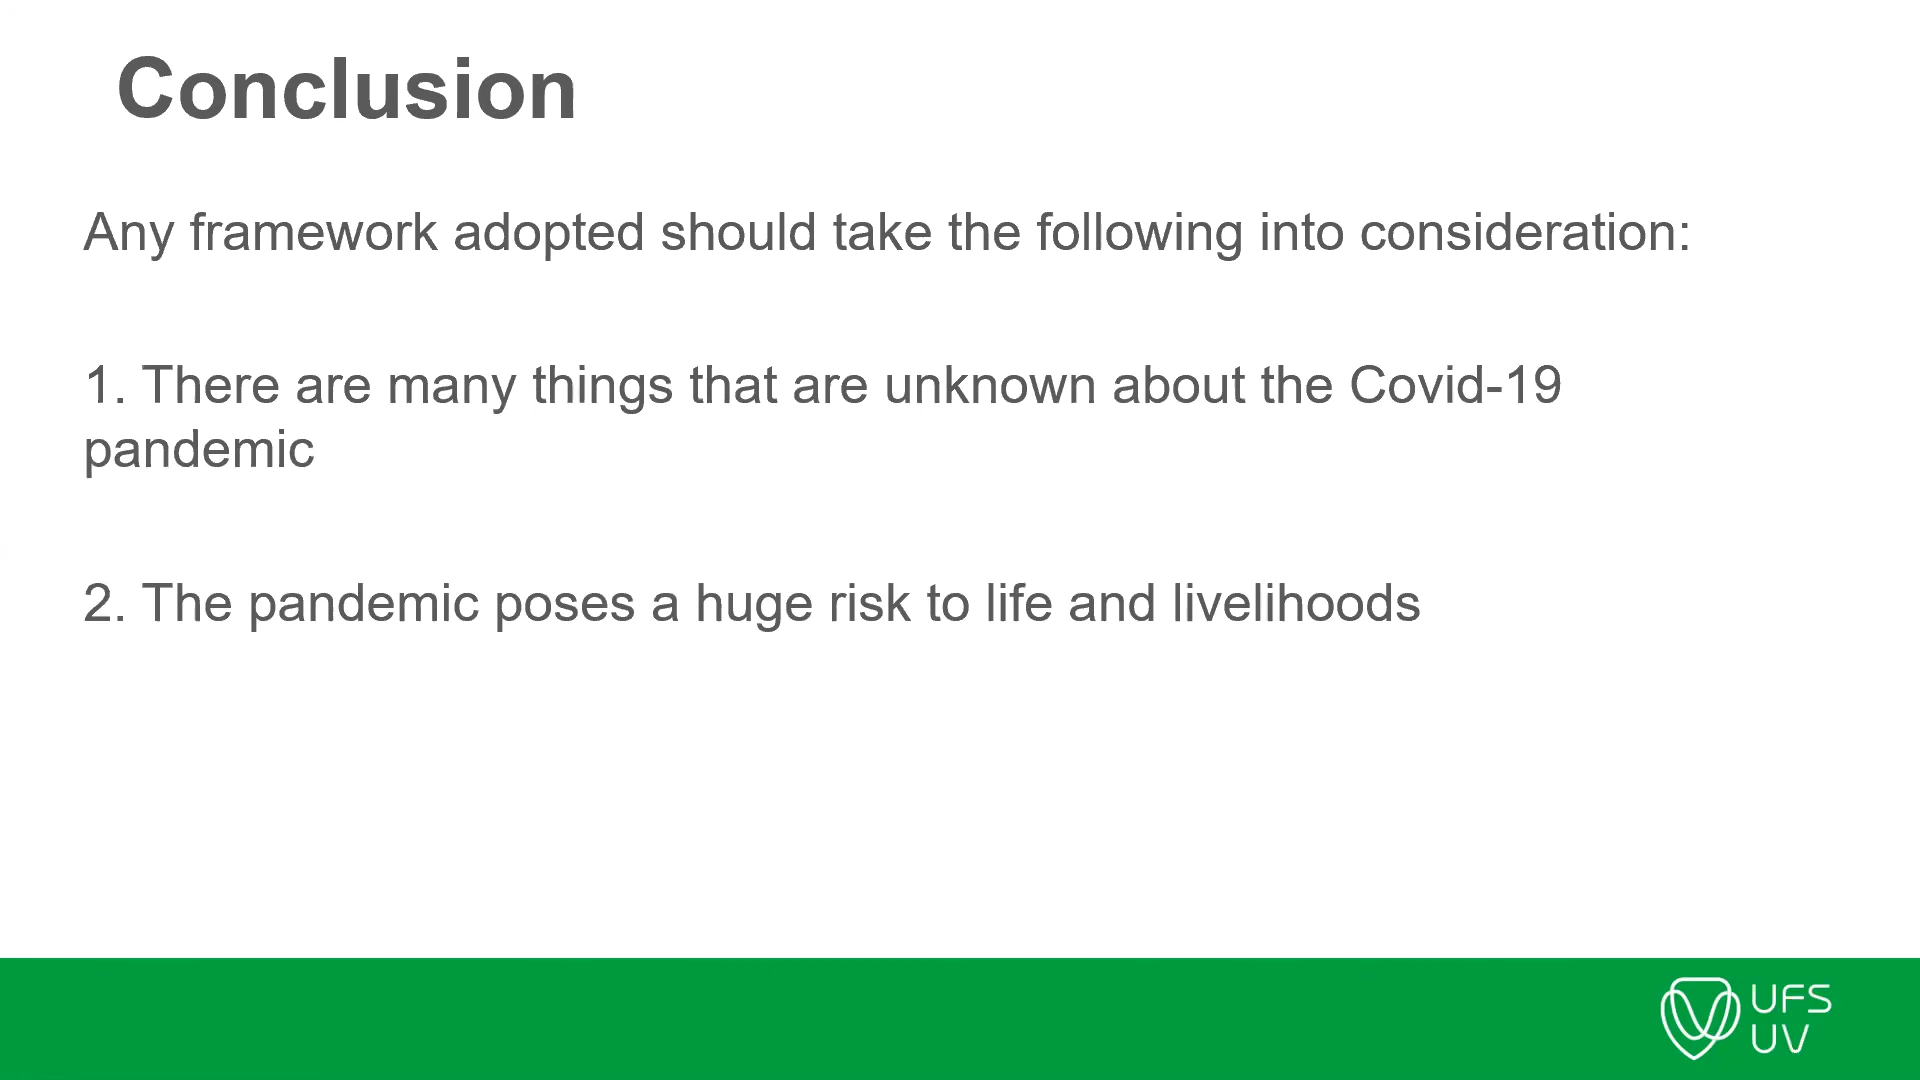 Conclusion
Any framework adopted should take the following into consideration:
1. There are many things that are unknown about the Covid-19
pandemic
2. The pandemic poses a huge risk to life and livelihoods
UFS
UV